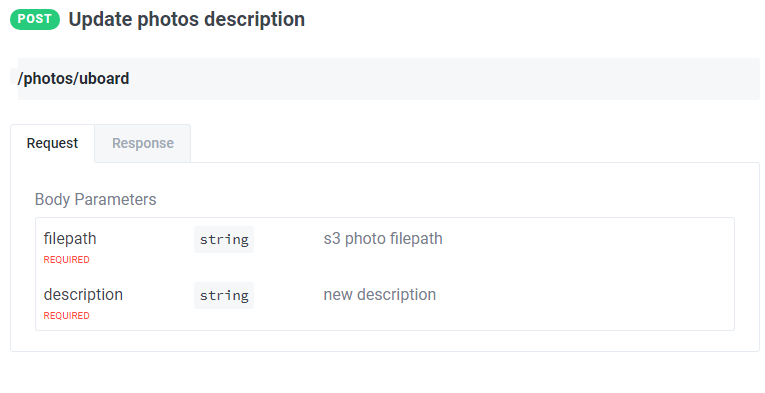 POST Update photos description
/photos/uboard
Request Response
Body Parameters
filepath string s3 photo filepath
REQUIRED
description string new description
REQUIRED